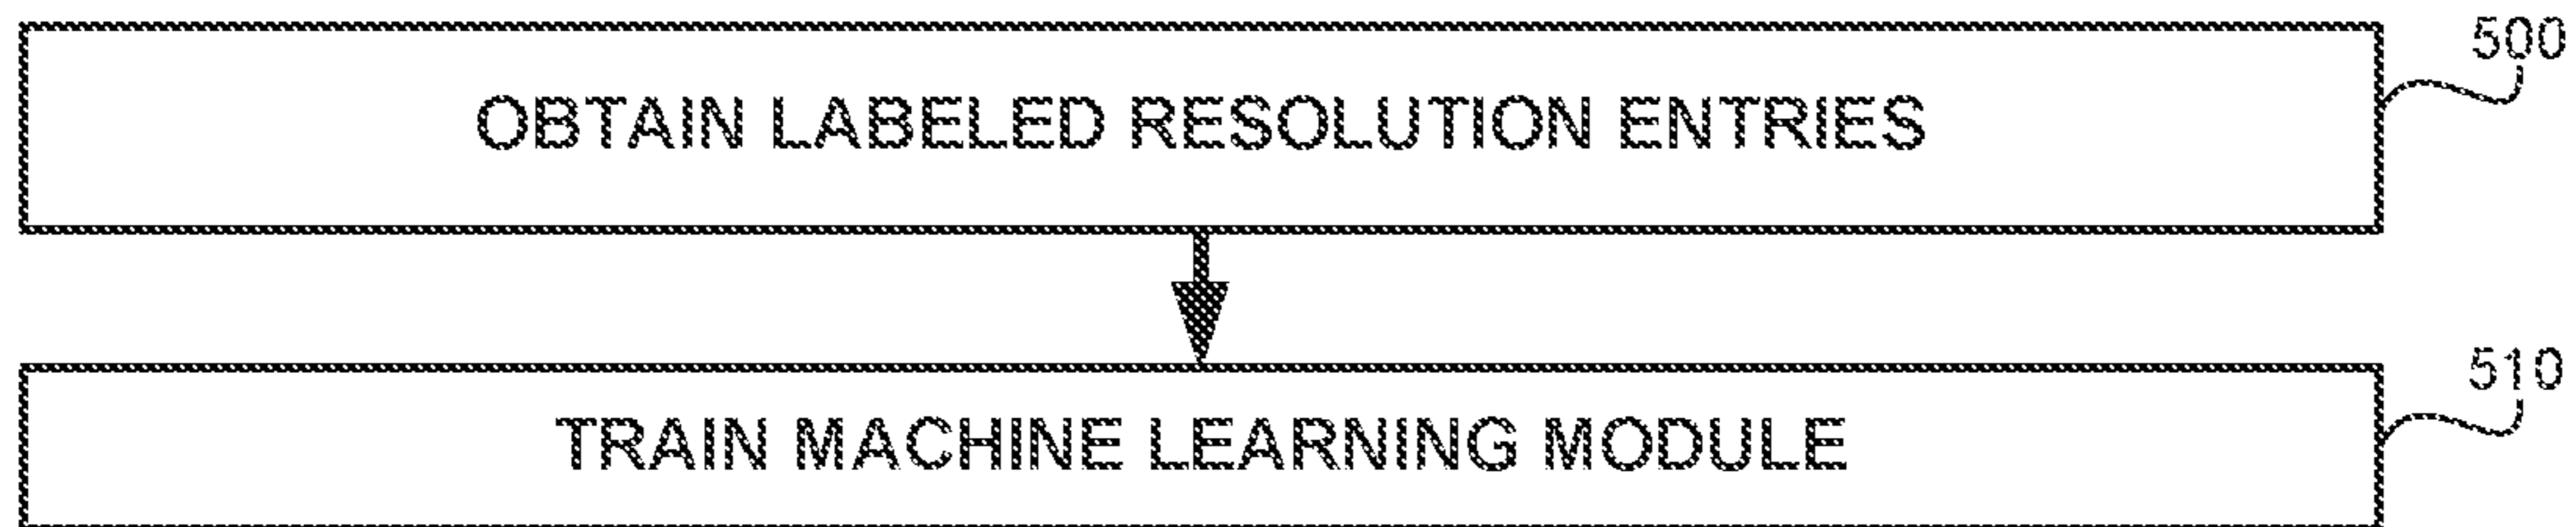 500
OBTAIN LABELED RESOLUTION ENTRIES
510
TRAIN MACHINE LEARNING MODULE